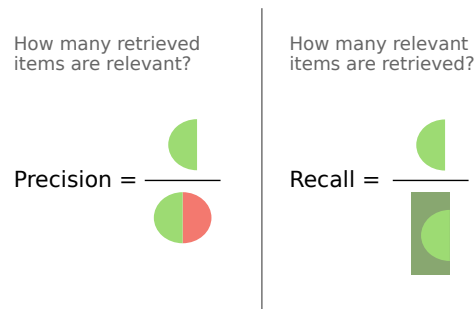 How many retrieved
items are relevant?
Precision =
How many relevant
items are retrieved?
Recall =